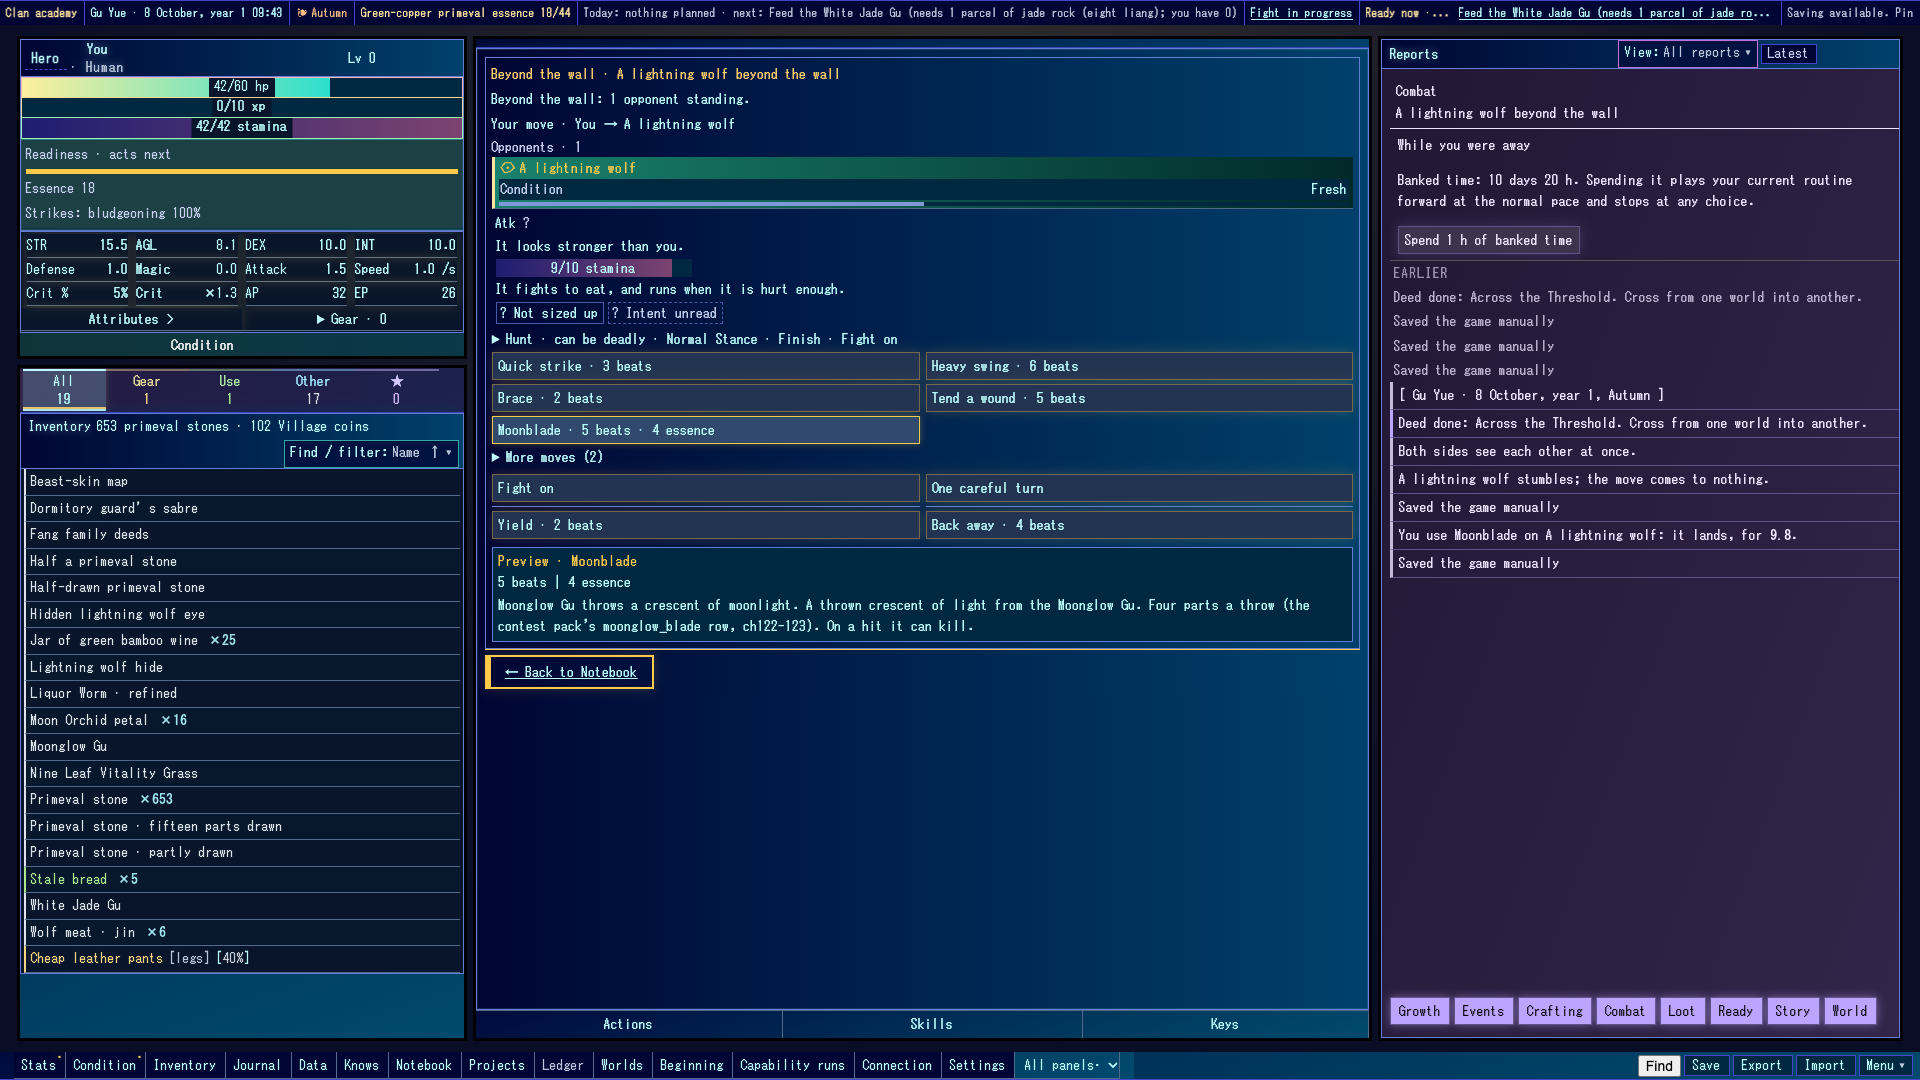 Clan academy
Gu Yue · 8 October, year 1 09:43
Autumn
Green-copper primeval essence 18/44
Today: nothing planned · next: Feed the White Jade Gu (needs 1 parcel of jade rock (eight liang); you have 0)
Fight in progress
Ready now ·...
Feed the White Jade Gu (needs 1 parcel of jade ro...
Saving available. Pin
Hero ·
You
Human
Lv 0
42/60 hp
0/10 xp
42/42 stamina
Readiness · acts next
Essence 18
Strikes: bludgeoning 100%
STR 15.5 AGL 8.1 DEX 10.0 INT 10.0
Defense 1.0 Magic 0.0 Attack 1.5 Speed 1.0 /s
Crit % 5% Crit ×1.3 AP 32 EP 26
Attributes >
▶ Gear · 0
Condition
All 19
Gear 1
Use 1
Other 17
★ 0
Inventory 653 primeval stones · 102 Village coins
Find / filter: Name ↑ ▾
Beast-skin map
Dormitory guard's sabre
Fang family deeds
Half a primeval stone
Half-drawn primeval stone
Hidden lightning wolf eye
Jar of green bamboo wine ×25
Lightning wolf hide
Liquor Worm · refined
Moon Orchid petal ×16
Moonglow Gu
Nine Leaf Vitality Grass
Primeval stone ×653
Primeval stone · fifteen parts drawn
Primeval stone · partly drawn
Stale bread ×5
White Jade Gu
Wolf meat · jin ×6
Cheap leather pants [legs] [40%]
Beyond the wall · A lightning wolf beyond the wall
Beyond the wall: 1 opponent standing.
Your move · You → A lightning wolf
Opponents · 1
A lightning wolf
Condition Fresh
Atk ?
It looks stronger than you.
9/10 stamina
It fights to eat, and runs when it is hurt enough.
? Not sized up
? Intent unread
▶ Hunt · can be deadly · Normal Stance · Finish · Fight on
Quick strike · 3 beats
Heavy swing · 6 beats
Brace · 2 beats
Tend a wound · 5 beats
Moonblade · 5 beats · 4 essence
▶ More moves (2)
Fight on
One careful turn
Yield · 2 beats
Back away · 4 beats
Preview · Moonblade
5 beats | 4 essence
Moonglow Gu throws a crescent of moonlight. A thrown crescent of light from the Moonglow Gu. Four parts a throw (the
contest pack's moonglow_blade row, ch122-123). On a hit it can kill.
← Back to Notebook
Actions
Skills
Keys
Reports
View: All reports ▾
Latest
Combat
A lightning wolf beyond the wall
While you were away
Banked time: 10 days 20 h. Spending it plays your current routine
forward at the normal pace and stops at any choice.
Spend 1 h of banked time
EARLIER
Deed done: Across the Threshold. Cross from one world into another.
Saved the game manually
Saved the game manually
Saved the game manually
[ Gu Yue · 8 October, year 1, Autumn ]
Deed done: Across the Threshold. Cross from one world into another.
Both sides see each other at once.
A lightning wolf stumbles; the move comes to nothing.
Saved the game manually
You use Moonblade on A lightning wolf: it lands, for 9.8.
Saved the game manually
Growth
Events
Crafting
Combat
Loot
Ready
Story
World
Stats
Condition
Inventory
Journal
Data
Knows
Notebook
Projects
Ledger
Worlds
Beginning
Capability runs
Connection
Settings
All panels·
Find
Save
Export
Import
Menu ▾